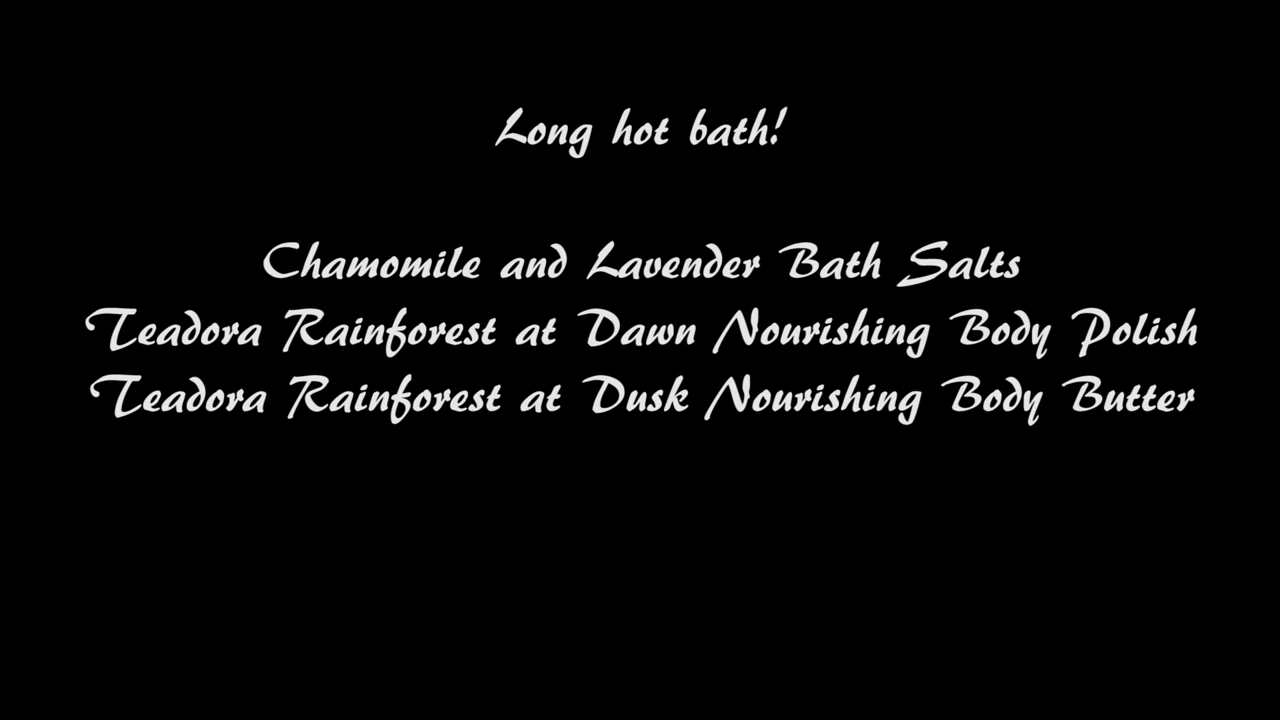 Long hot bath!
Chamomile and Lavender Bath Salts
Teadora Rainforest at Dawn Nourishing Body Polish
Teadora Rainforest at Dusk Nourishing Body Butter